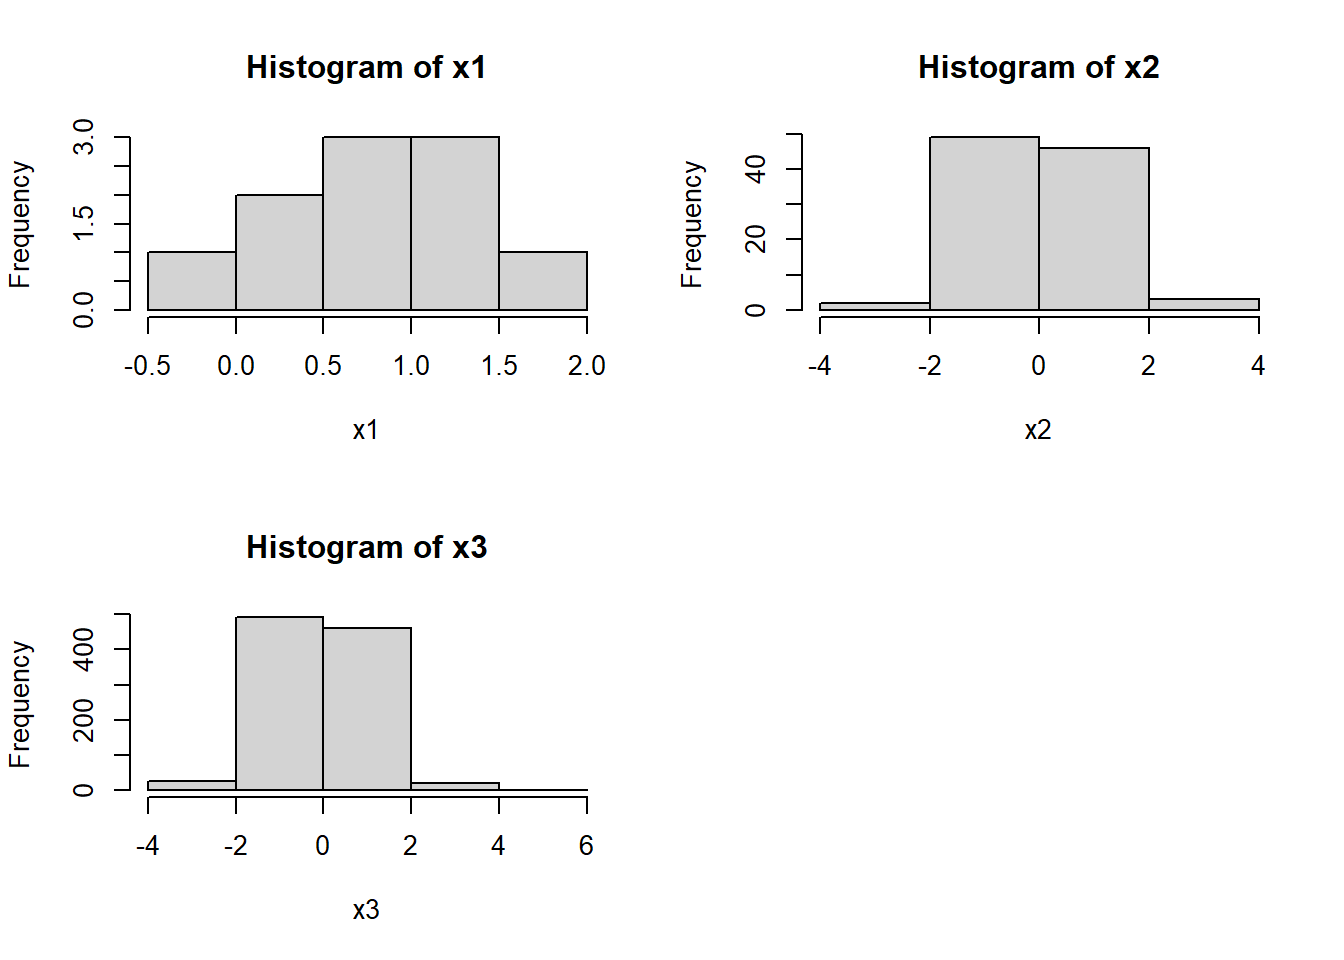 Histogram of x1
Frequency
3.0
1.5
0.0
-0.5 0.0 0.5 1.0 1.5 2.0
x1
Histogram of x2
Frequency
40
20
0
-4 -2 0 2 4
x2
Histogram of x3
Frequency
400
200
0
-4 -2 0 2 4 6
x3